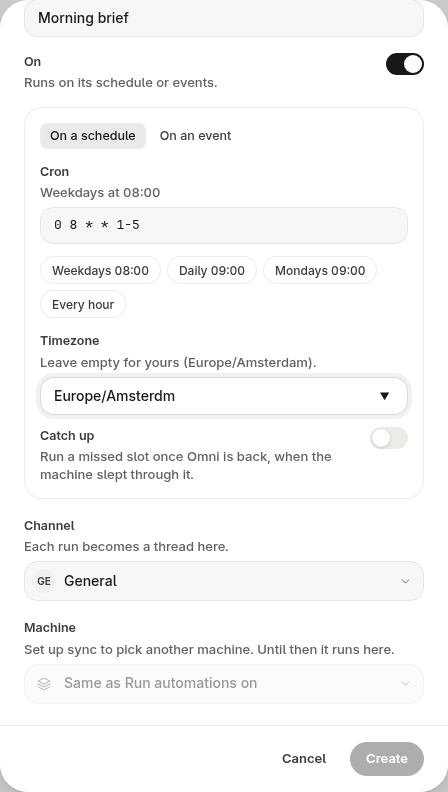 Morning brief
On
Runs on its schedule or events.
On a schedule On an event
Cron
Weekdays at 08:00
0 8 * * 1-5
Weekdays 08:00 Daily 09:00 Mondays 09:00
Every hour
Timezone
Leave empty for yours (Europe/Amsterdam).
Europe/Amsterdm
Catch up
Run a missed slot once Omni is back, when the
machine slept through it.
Channel
Each run becomes a thread here.
GE General
Machine
Set up sync to pick another machine. Until then it runs here.
Same as Run automations on
Cancel Create